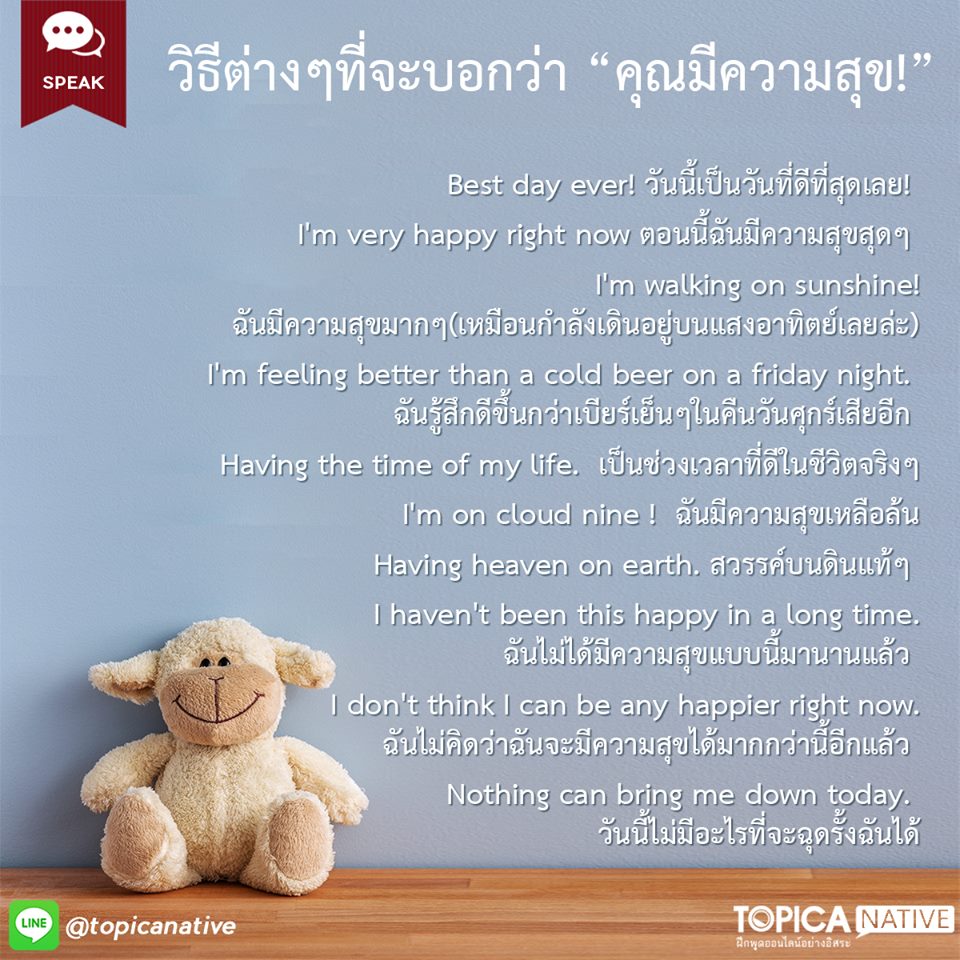 SPEAK
วิธีต่างๆที่จะบอกว่า “คุณมีความสุข!”
Best day ever! วันนี้เป็นวันที่ดีที่สุดเลย!
I'm very happy right now ตอนนี้ฉันมีความสุขสุดๆ
I'm walking on sunshine!
ฉันมีความสุขมากๆ(เหมือนกำลังเดินอยู่บนแสงอาทิตย์เลยล่ะ)
I'm feeling better than a cold beer on a friday night.
ฉันรู้สึกดีขึ้นกว่าเบียร์เย็นๆในคืนวันศุกร์เสียอีก
Having the time of my life. เป็นช่วงเวลาที่ดีในชีวิตจริงๆ
I'm on cloud nine ! ฉันมีความสุขเหลือล้น
Having heaven on earth. สวรรค์บนดินแท้ๆ
I haven't been this happy in a long time.
ฉันไม่ได้มีความสุขแบบนี้มานานแล้ว
I don't think I can be any happier right now.
ฉันไม่คิดว่าฉันจะมีความสุขได้มากกว่านี้อีกแล้ว
Nothing can bring me down today.
วันนี้ไม่มีอะไรที่จะฉุดรั้งฉันได้
LINE @topicanative
TOPICA NATIVE
ฝึกพูดออนไลน์อย่างอิสระ